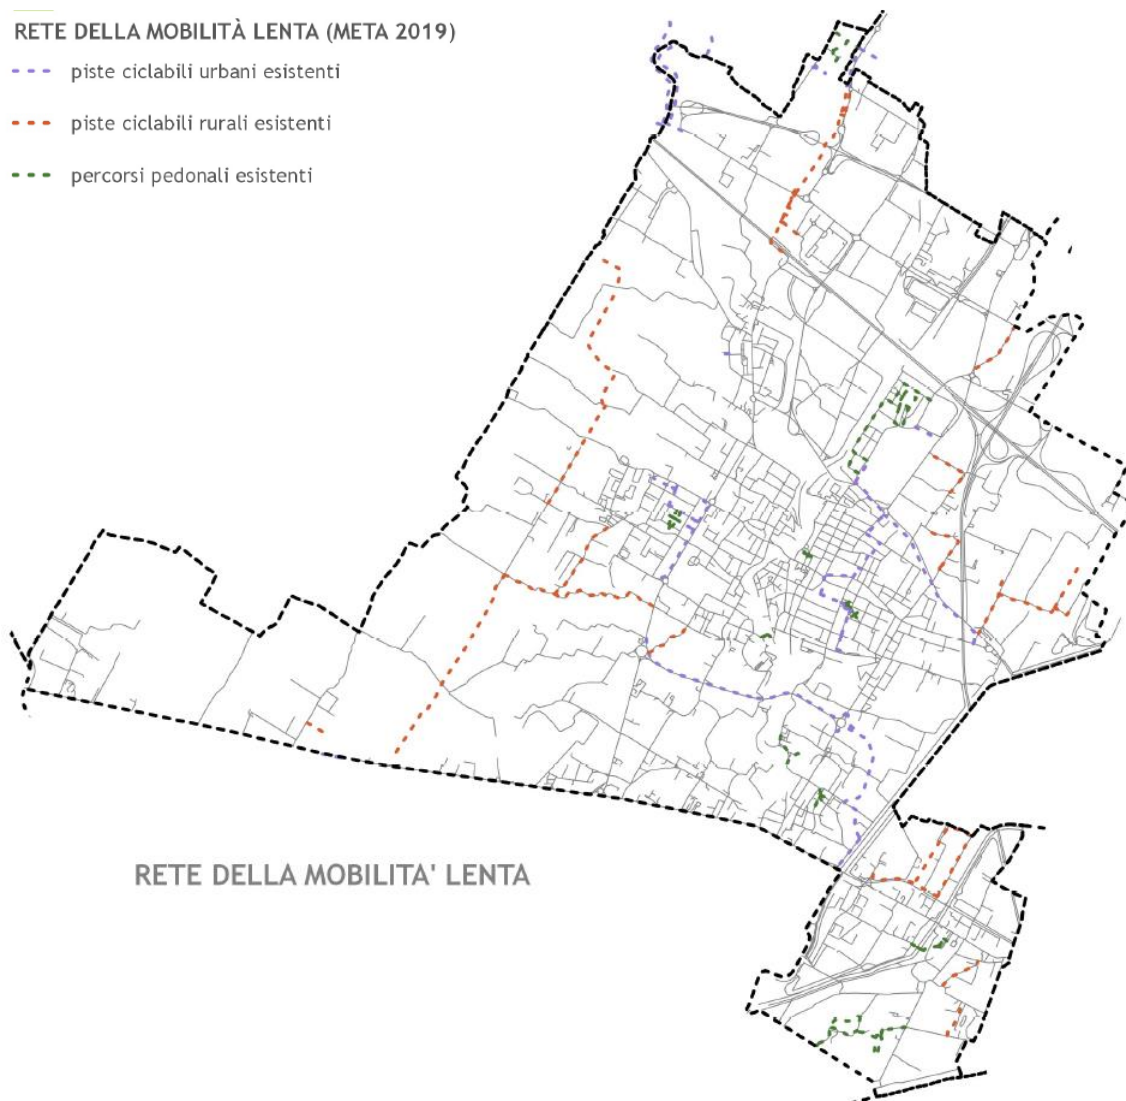 RETE DELLA MOBILITÀ LENTA (META 2019)
piste ciclabili urbani esistenti
piste ciclabili rurali esistenti
percorsi pedonali esistenti
RETE DELLA MOBILITA' LENTA